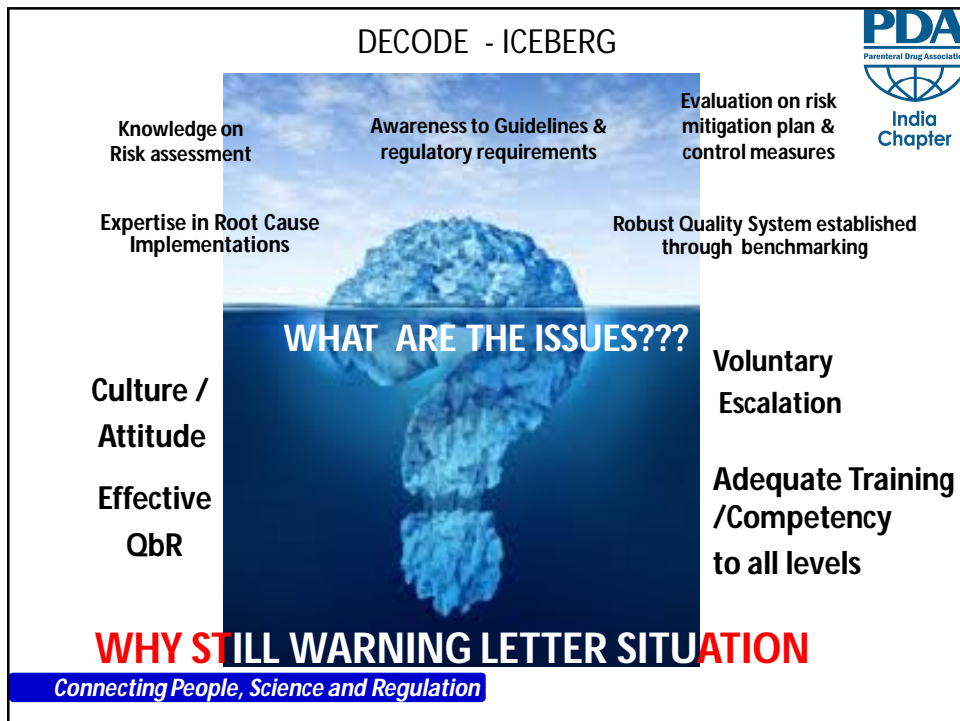 DECODE - ICEBERG
PDA
Parenteral Drug Associatio
India
Chapter
Knowledge on
Risk assessment
Awareness to Guidelines &
regulatory requirements
Evaluation on risk
mitigation plan &
control measures
Expertise in Root Cause
Implementations
Robust Quality System established
through benchmarking
WHAT ARE THE ISSUES???
Culture /
Attitude
Effective
QbR
Voluntary
Escalation
Adequate Training
/Competency
to all levels
WHY STILL WARNING LETTER SITUATION
Connecting People, Science and Regulation